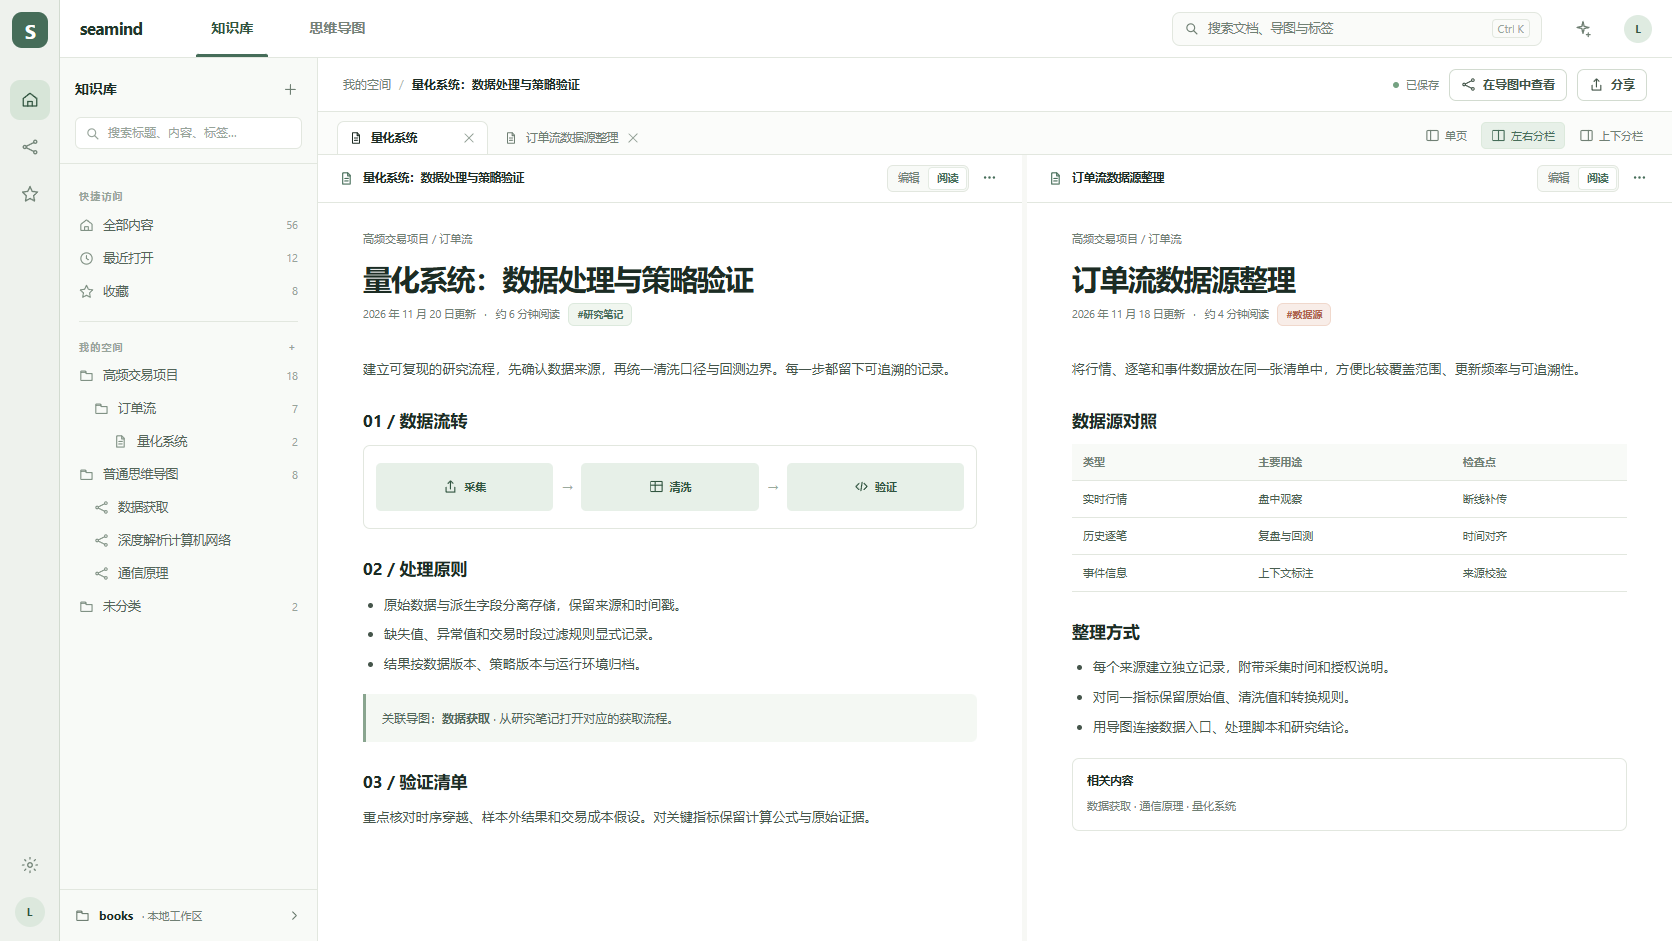 S
seamind
知识库
思维导图
搜索文档、导图与标签
Ctrl K
L
知识库
搜索标题、内容、标签...
快捷访问
全部内容 56
最近打开 12
收藏 8
我的空间 +
高频交易项目 18
订单流 7
量化系统 2
普通思维导图 8
数据获取
深度解析计算机网络
通信原理
未分类 2
books · 本地工作区
L
我的空间 / 量化系统：数据处理与策略验证
已保存
在导图中查看
分享
量化系统
订单流数据源整理
单页
左右分栏
上下分栏
量化系统：数据处理与策略验证
编辑 阅读
高频交易项目 / 订单流
量化系统：数据处理与策略验证
2026 年 11 月 20 日更新 · 约 6 分钟阅读 #研究笔记
建立可复现的研究流程，先确认数据来源，再统一清洗口径与回测边界。每一步都留下可追溯的记录。
01 / 数据流转
采集 → 清洗 → 验证
02 / 处理原则
• 原始数据与派生字段分离存储，保留来源和时间戳。
• 缺失值、异常值和交易时段过滤规则显式记录。
• 结果按数据版本、策略版本与运行环境归档。
关联导图：数据获取 · 从研究笔记打开对应的获取流程。
03 / 验证清单
重点核对时序穿越、样本外结果和交易成本假设。对关键指标保留计算公式与原始证据。
订单流数据源整理
编辑 阅读
高频交易项目 / 订单流
订单流数据源整理
2026 年 11 月 18 日更新 · 约 4 分钟阅读 #数据源
将行情、逐笔和事件数据放在同一张清单中，方便比较覆盖范围、更新频率与可追溯性。
数据源对照
类型 主要用途 检查点
实时行情 盘中观察 断线补传
历史逐笔 复盘与回测 时间对齐
事件信息 上下文标注 来源校验
整理方式
• 每个来源建立独立记录，附带采集时间和授权说明。
• 对同一指标保留原始值、清洗值和转换规则。
• 用导图连接数据入口、处理脚本和研究结论。
相关内容
数据获取 · 通信原理 · 量化系统